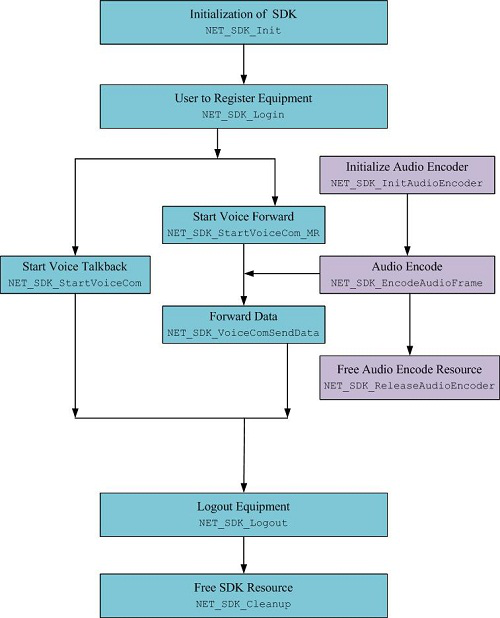 Initialization of SDK
NET_SDK_Init
User to Register Equipment
NET_SDK_Login
Initialize Audio Encoder
NET_SDK_InitAudioEncoder
Start Voice Forward
NET_SDK_StartVoiceCom_MR
Start Voice Talkback
NET_SDK_StartVoiceCom
Audio Encode
NET_SDK_EncodeAudioFrame
Forward Data
NET_SDK_VoiceComSendData
Free Audio Encode Resource
NET_SDK_ReleaseAudioEncoder
Logout Equipment
NET_SDK_Logout
Free SDK Resource
NET_SDK_Cleanup